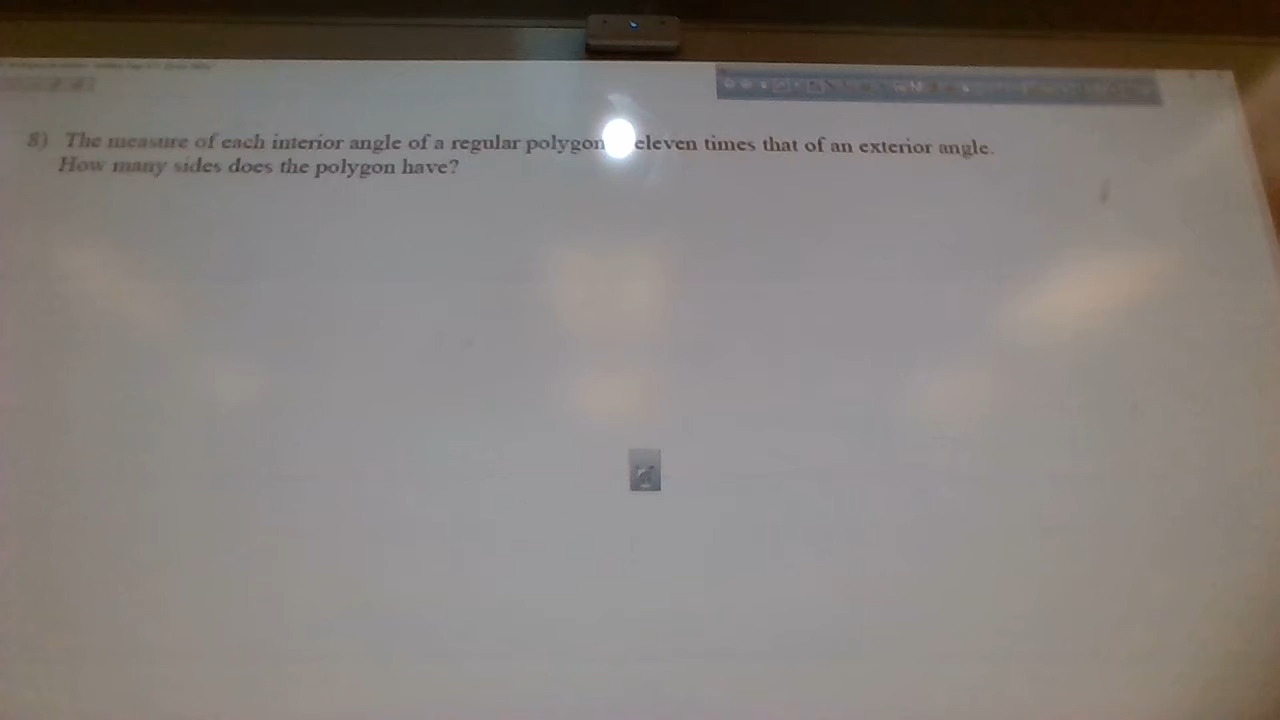 8) The measure of each interior angle of a regular polygon eleven times that of an exterior angle.
How many sides does the polygon have?